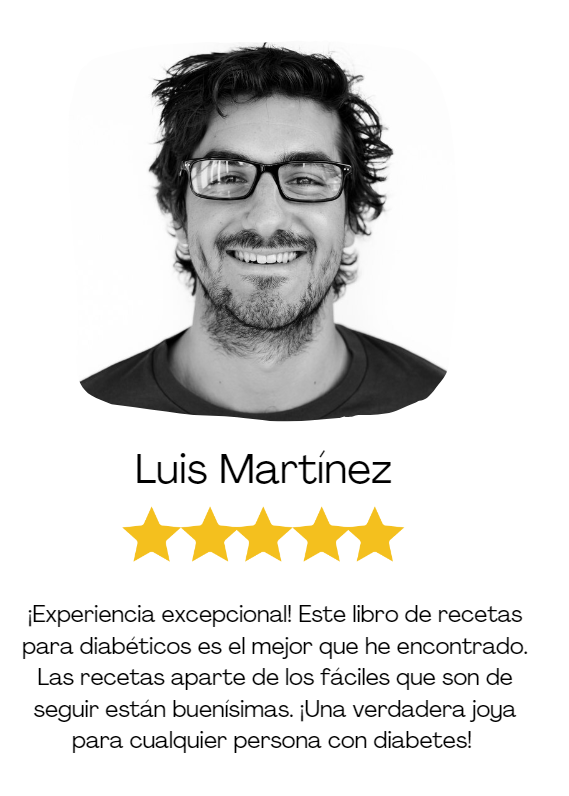 Luis Martínez
¡Experiencia excepcional! Este libro de recetas
para diabéticos es el mejor que he encontrado.
Las recetas aparte de los fáciles que son de
seguir están buenísimas. ¡Una verdadera joya
para cualquier persona con diabetes!